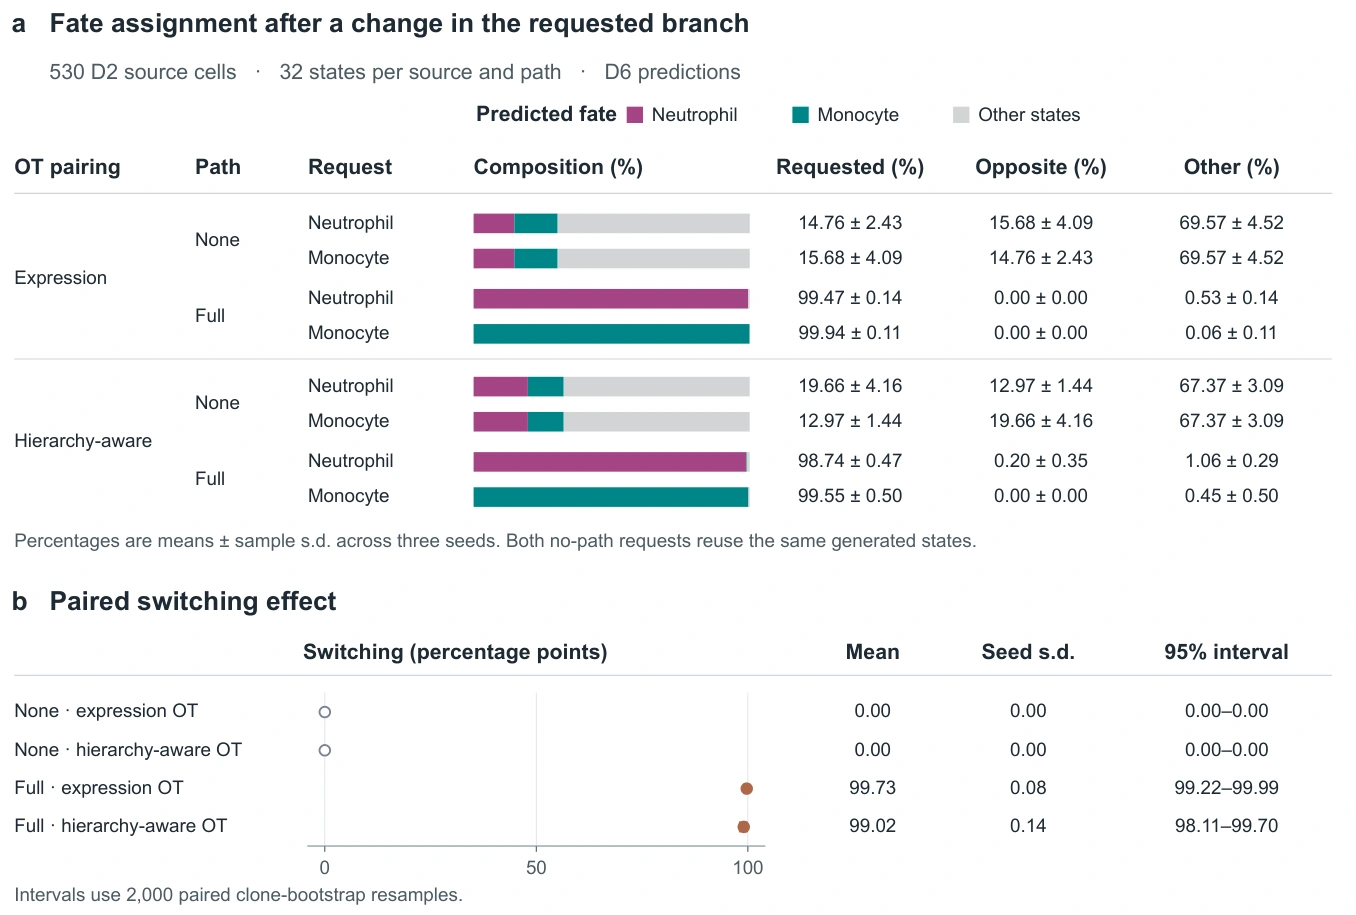 a Fate assignment after a change in the requested branch
530 D2 source cells · 32 states per source and path · D6 predictions
Predicted fate Neutrophil Monocyte Other states
OT pairing Path Request Composition (%) Requested (%) Opposite (%) Other (%)
Expression
None
Neutrophil 14.76 ± 2.43 15.68 ± 4.09 69.57 ± 4.52
Monocyte 15.68 ± 4.09 14.76 ± 2.43 69.57 ± 4.52
Full
Neutrophil 99.47 ± 0.14 0.00 ± 0.00 0.53 ± 0.14
Monocyte 99.94 ± 0.11 0.00 ± 0.00 0.06 ± 0.11
Hierarchy-aware
None
Neutrophil 19.66 ± 4.16 12.97 ± 1.44 67.37 ± 3.09
Monocyte 12.97 ± 1.44 19.66 ± 4.16 67.37 ± 3.09
Full
Neutrophil 98.74 ± 0.47 0.20 ± 0.35 1.06 ± 0.29
Monocyte 99.55 ± 0.50 0.00 ± 0.00 0.45 ± 0.50
Percentages are means ± sample s.d. across three seeds. Both no-path requests reuse the same generated states.
b Paired switching effect
Switching (percentage points) Mean Seed s.d. 95% interval
None · expression OT 0.00 0.00 0.00–0.00
None · hierarchy-aware OT 0.00 0.00 0.00–0.00
Full · expression OT 99.73 0.08 99.22–99.99
Full · hierarchy-aware OT 99.02 0.14 98.11–99.70
0 50 100
Intervals use 2,000 paired clone-bootstrap resamples.